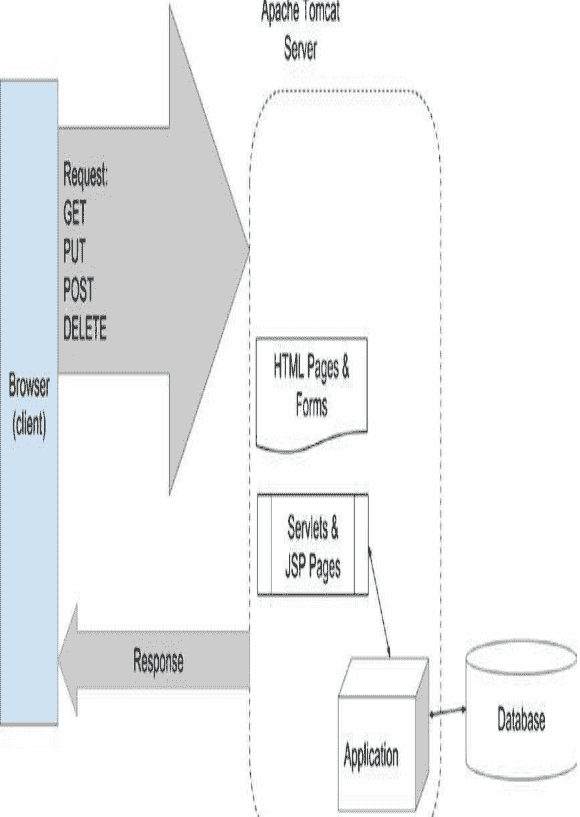 Apache Tomcat
Server
Request:
GET
PUT
POST
DELETE
Browser
(client)
HTML Pages &
Forms
Servlets &
JSP Pages
Response
Application
Database